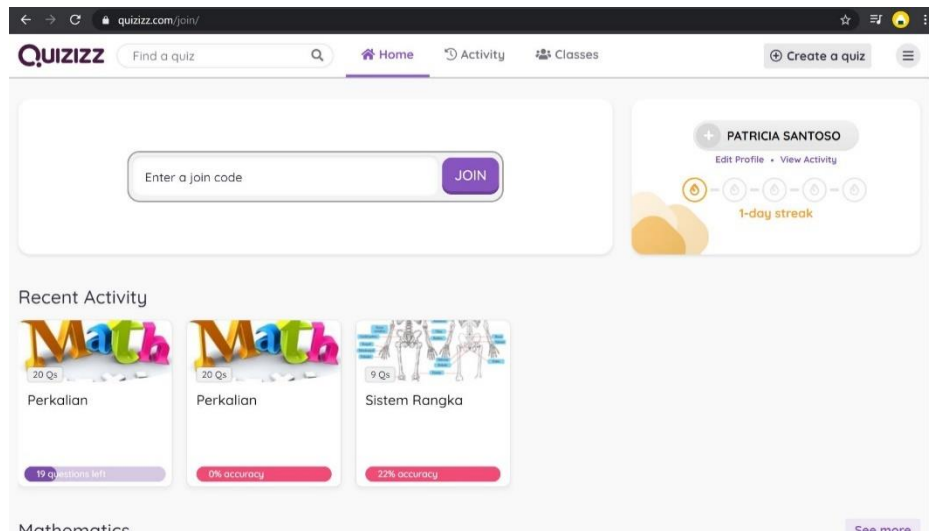 quizizz.com/join/
QUIZIZZ
Find a quiz
Home
Activity
Classes
Create a quiz
Enter a join code
JOIN
PATRICIA SANTOSO
Edit Profile • View Activity
1-day streak
Recent Activity
Math
20 Qs
Perkalian
19 questions left
Math
20 Qs
Perkalian
0% accuracy
9 Qs
Sistem Rangka
22% accuracy
Mathematics
See more